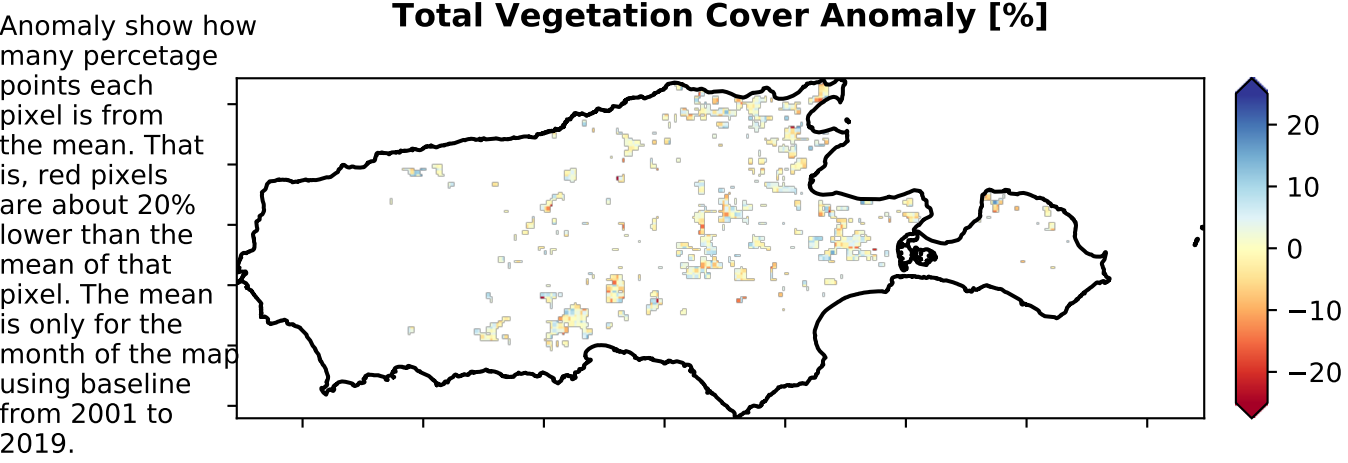 Total Vegetation Cover Anomaly [%]
Anomaly show how
many percetage
points each
pixel is from
the mean. That
is, red pixels
are about 20%
lower than the
mean of that
pixel. The mean
is only for the
month of the map
using baseline
from 2001 to
2019.
20
10
0
−10
−20